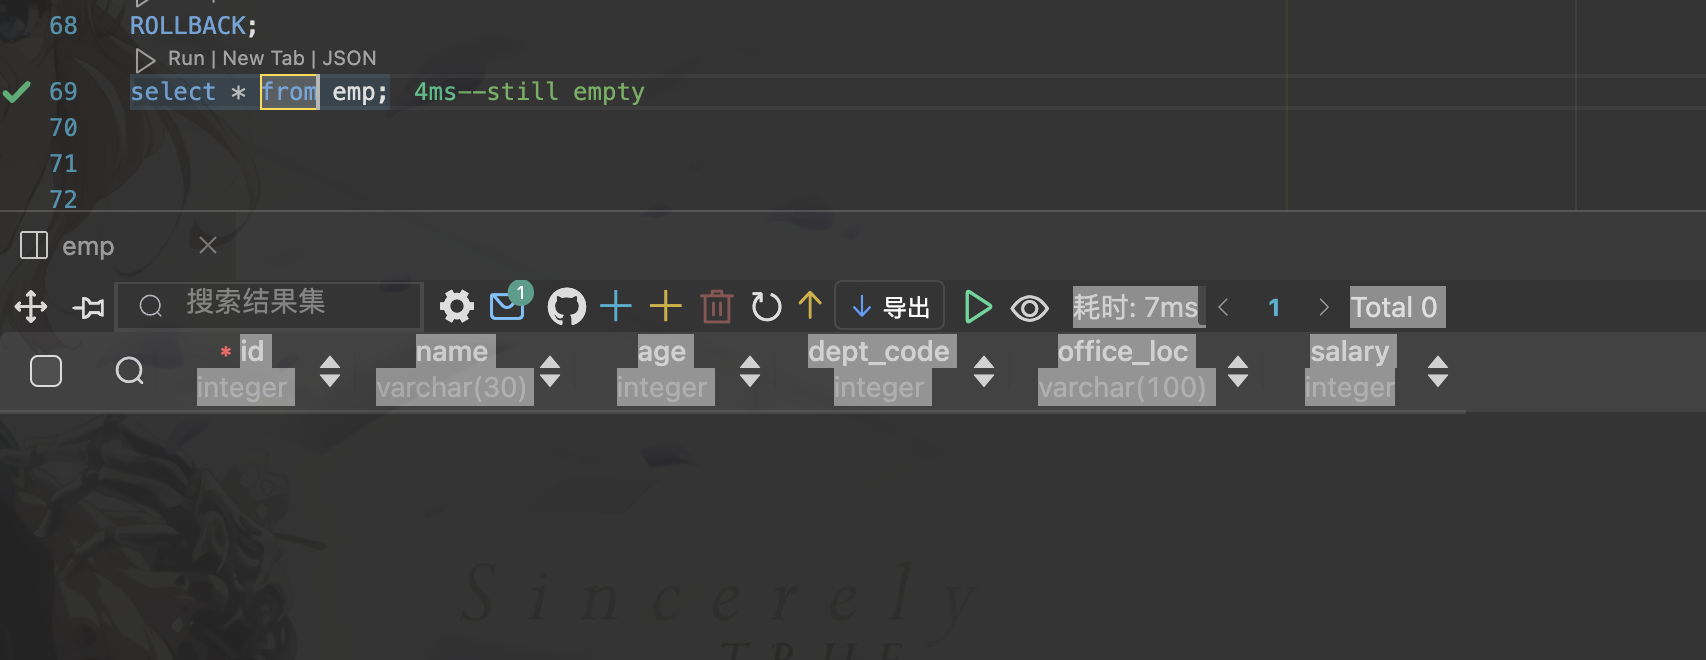 68 ROLLBACK;
Run | New Tab | JSON
69 select * from emp; 4ms--still empty
70
71
72
emp
搜索结果集 1 导出 耗时: 7ms 1 Total 0
* id name age dept_code office_loc salary
integer varchar(30) integer integer varchar(100) integer
Sincerely
TRUE